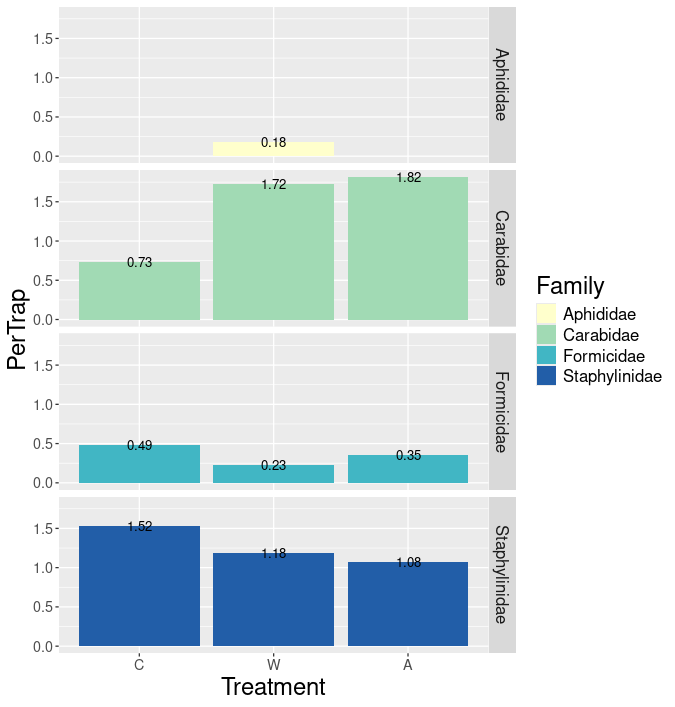 1.5
1.0
0.5
0.0
0.18
Aphididae
1.5
1.0
0.5
0.0
0.73
1.72
1.82
Carabidae
1.5
1.0
0.5
0.0
0.49
0.23
0.35
Formicidae
1.5
1.0
0.5
0.0
1.52
1.18
1.08
Staphylinidae
C W A
Treatment
PerTrap
Family
Aphididae
Carabidae
Formicidae
Staphylinidae